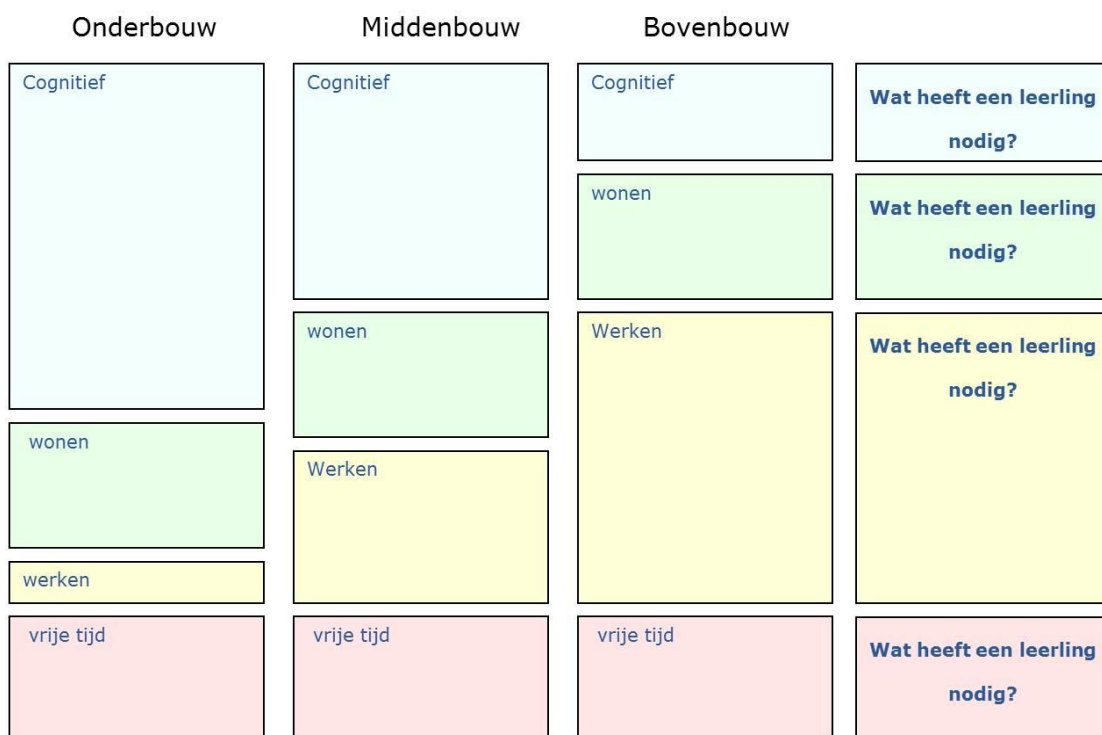 Onderbouw
Middenbouw
Bovenbouw
Cognitief
wonen
werken
vrije tijd
Cognitief
wonen
Werken
vrije tijd
Cognitief
wonen
Werken
vrije tijd
Wat heeft een leerling
nodig?
Wat heeft een leerling
nodig?
Wat heeft een leerling
nodig?
Wat heeft een leerling
nodig?